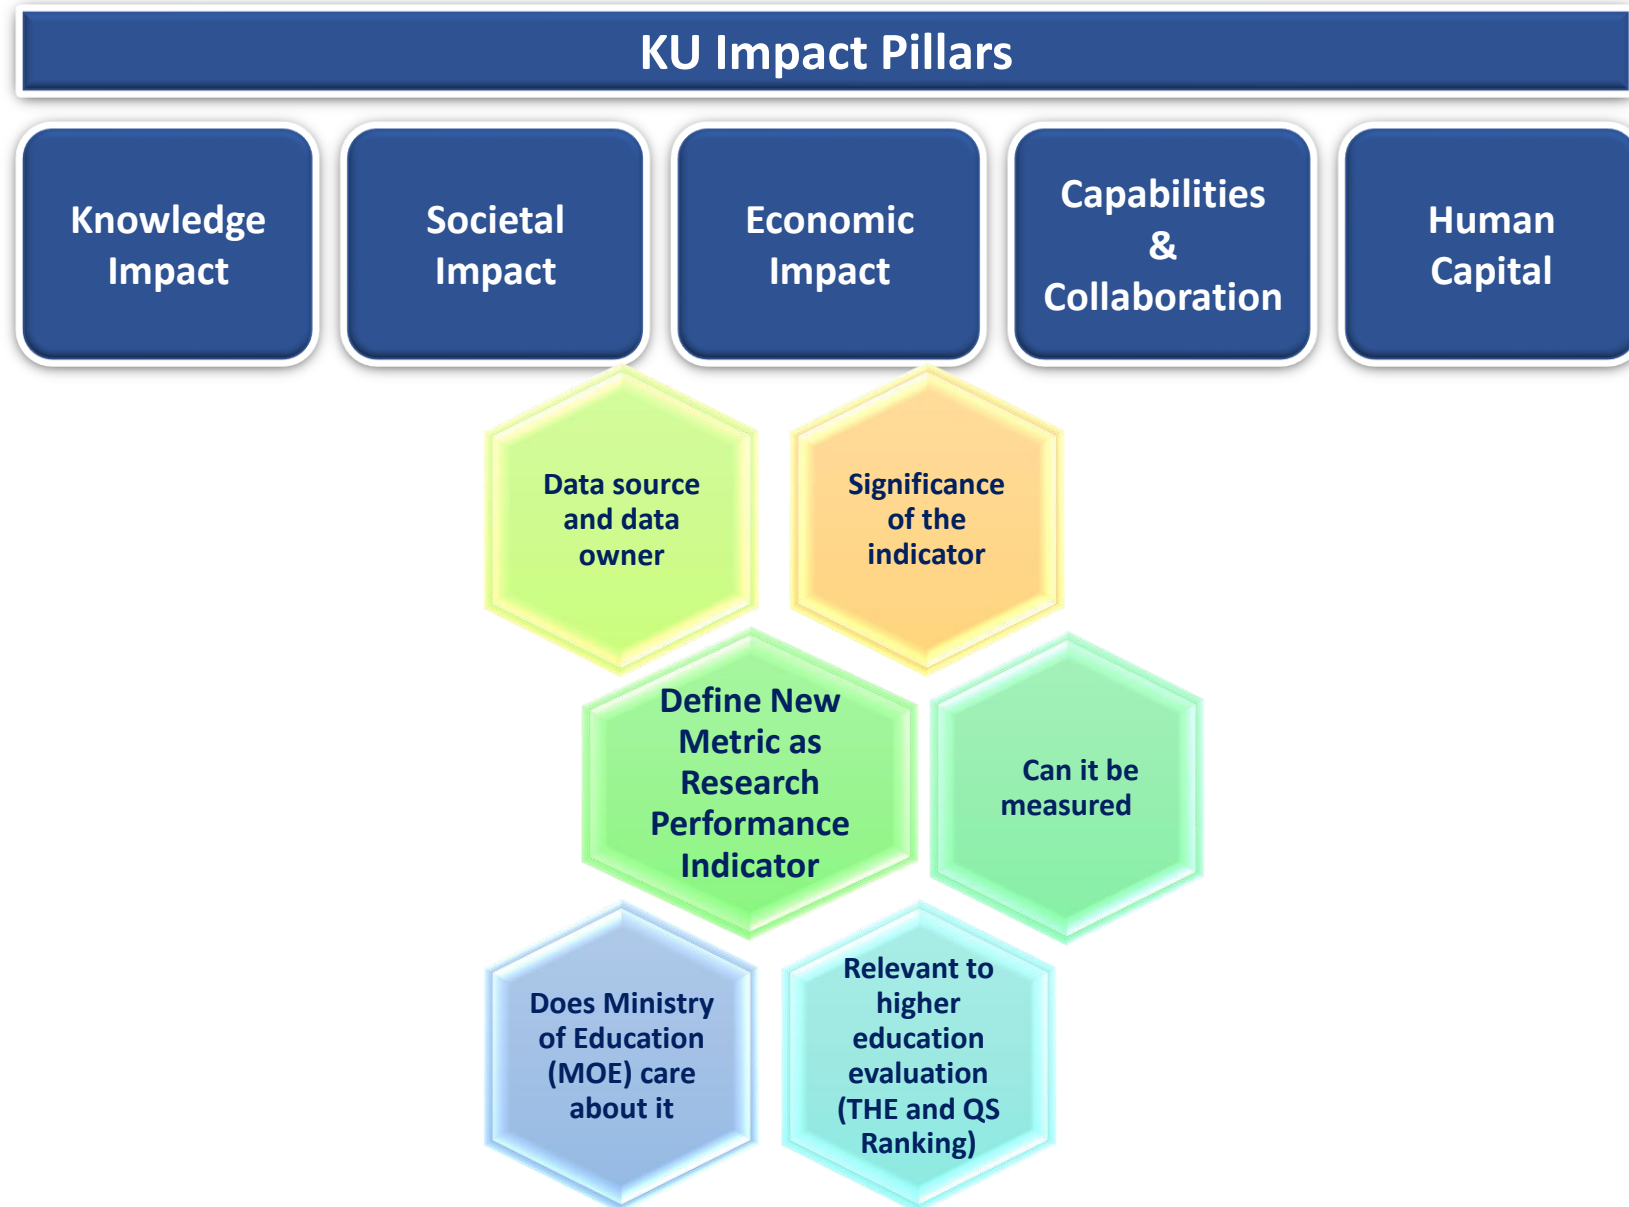 KU Impact Pillars
Knowledge
Impact
Societal
Impact
Economic
Impact
Capabilities
&
Collaboration
Human
Capital
Data source
and data
owner
Significance
of the
indicator
Define New
Metric as
Research
Performance
Indicator
Can it be
measured
Does Ministry
of Education
(MOE) care
about it
Relevant to
higher
education
evaluation
(THE and QS
Ranking)